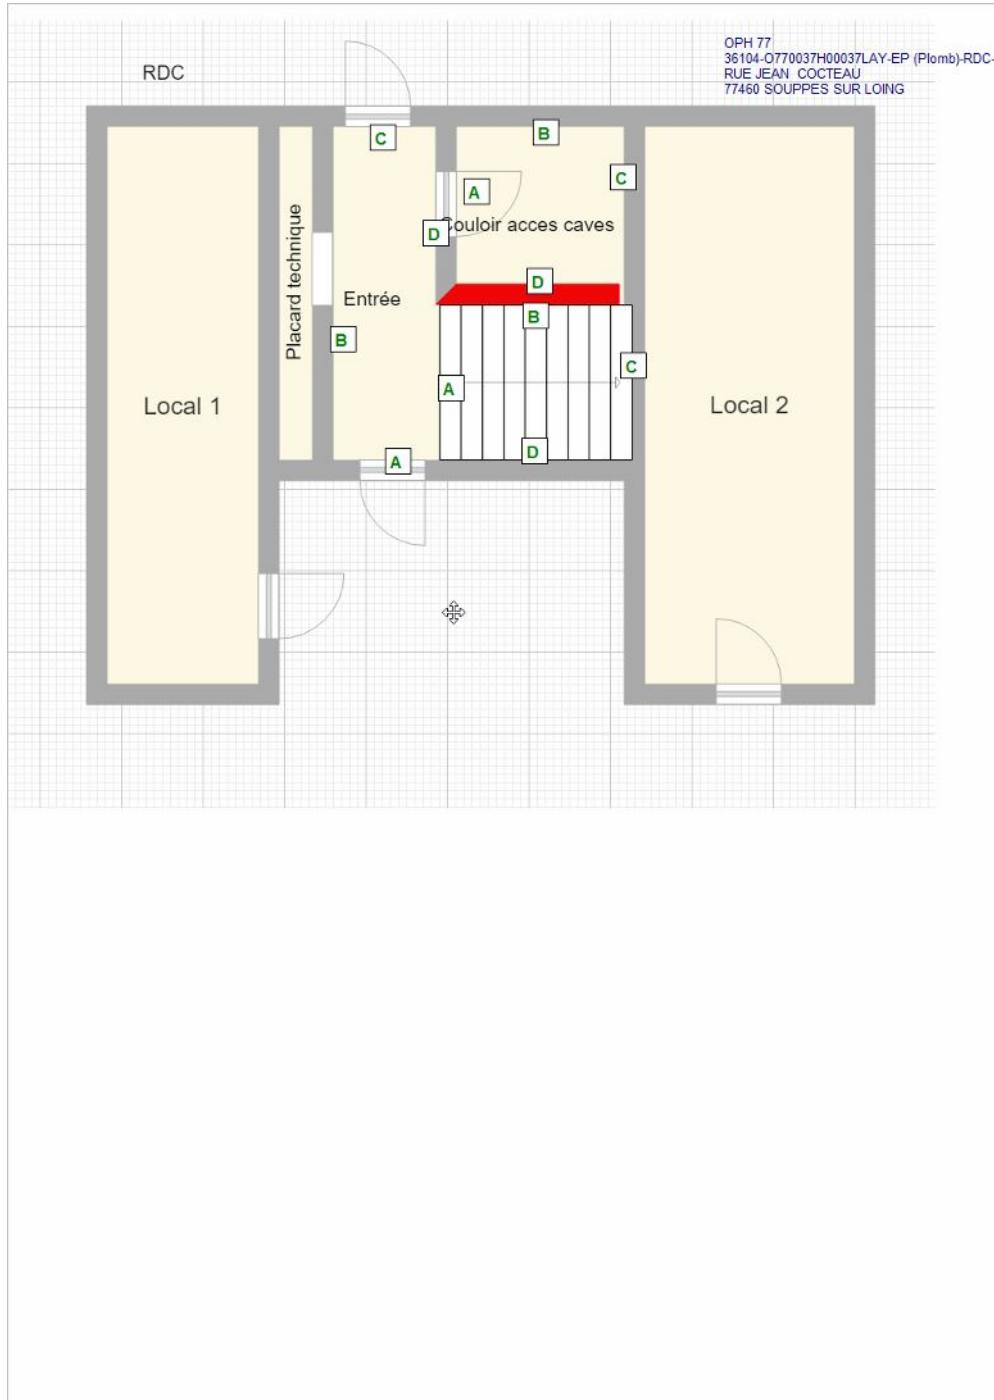 RDC
OPH 77
36104-O770037H00037LAY-EP (Plomb)-RDC-
RUE JEAN COCTEAU
77460 SOUPPES SUR LOING
C
B
A
C
D
Couloir acces caves
Placard technique
D
Entrée
B
B
C
A
Local 1
Local 2
D
A